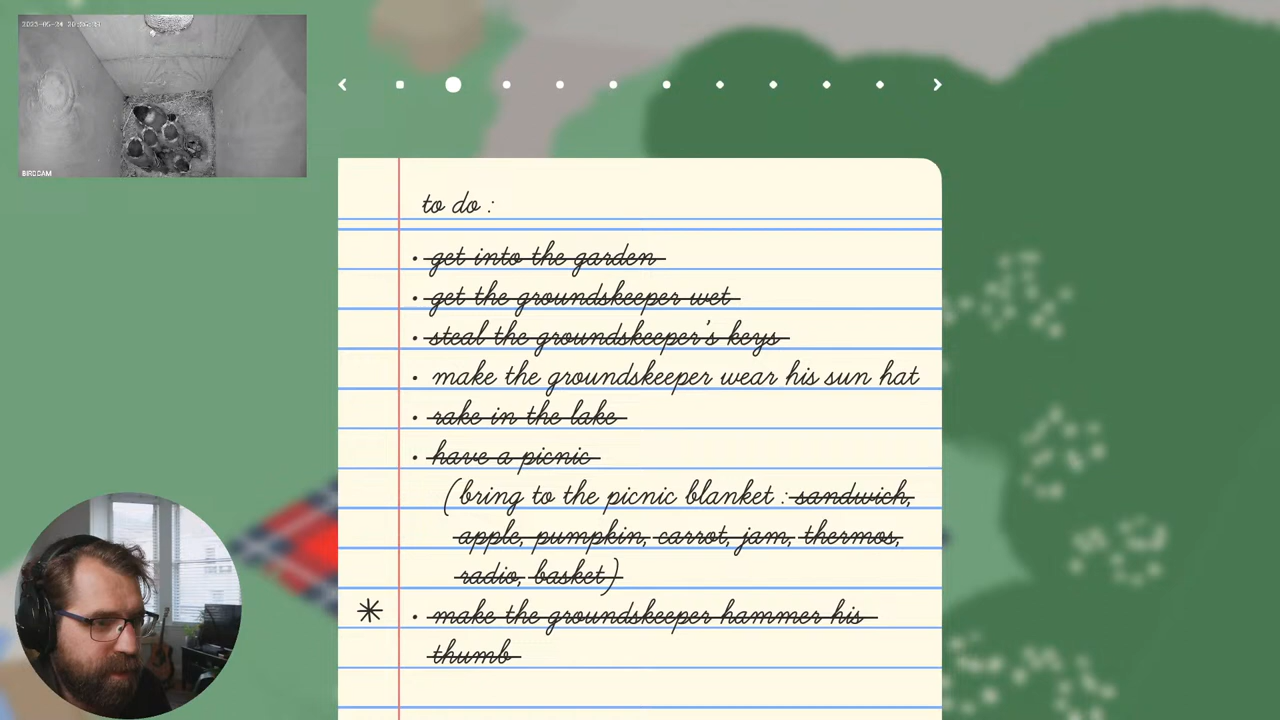 to do :
• get into the garden
• get the groundskeeper wet
• steal the groundskeeper's keys
• make the groundskeeper wear his sun hat
• rake in the lake
• have a picnic
(bring to the picnic blanket : sandwich,
apple, pumpkin, carrot, jam, thermos,
radio, basket)
* • make the groundskeeper hammer his
thumb
BIRDCAM